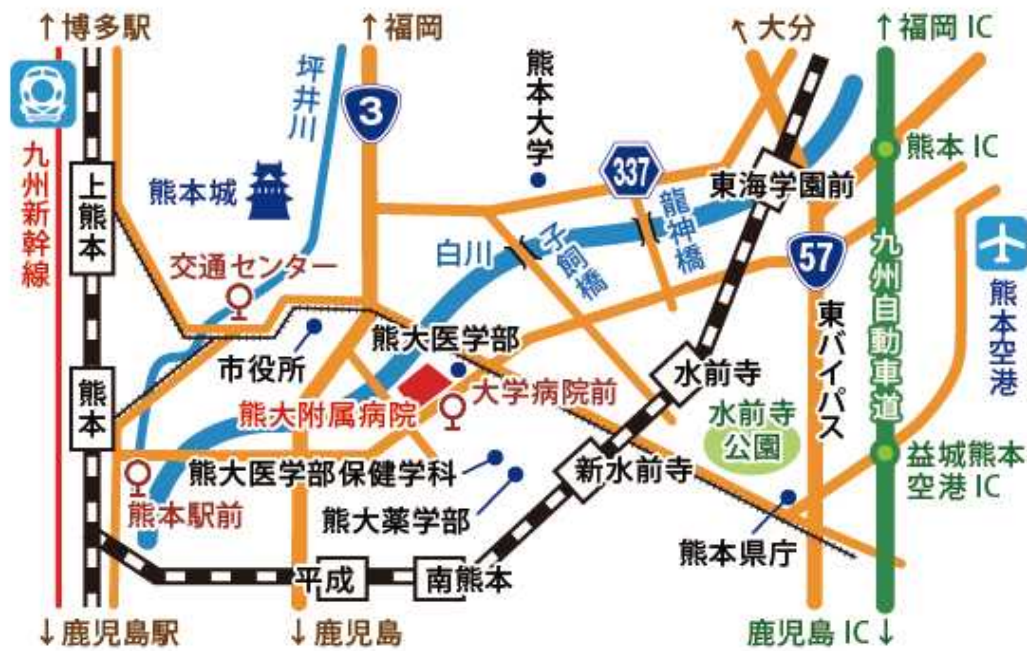 ↑博多駅
↑福岡
↖大分
↑福岡 IC
坪井川
3
熊本大学
九州新幹線
上熊本
熊本城
337
東海学園前
熊本 IC
交通センター
白川
子飼橋
龍神橋
57
九州自動車道
熊本空港
東バイパス
市役所
熊大医学部
水前寺
熊本
熊大附属病院
大学病院前
水前寺
公園
益城熊本
空港 IC
熊大医学部保健学科
新水前寺
熊本駅前
熊大薬学部
熊本県庁
平成
南熊本
↓鹿児島駅
↓鹿児島
鹿児島 IC↓